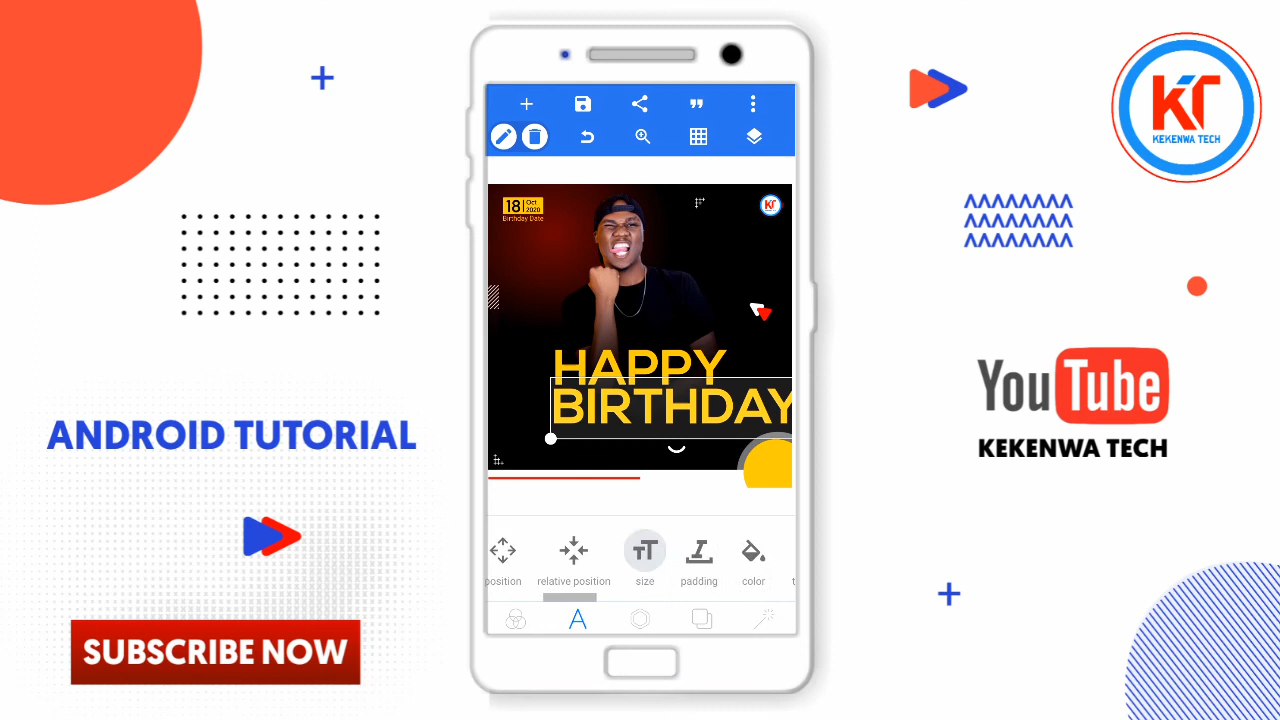 KT
KEKENWA TECH
18 Oct
2020
Birthday Date
KT
HAPPY
BIRTHDAY
ANDROID TUTORIAL
YouTube
KEKENWA TECH
position
relative position
size
padding
color
t
SUBSCRIBE NOW